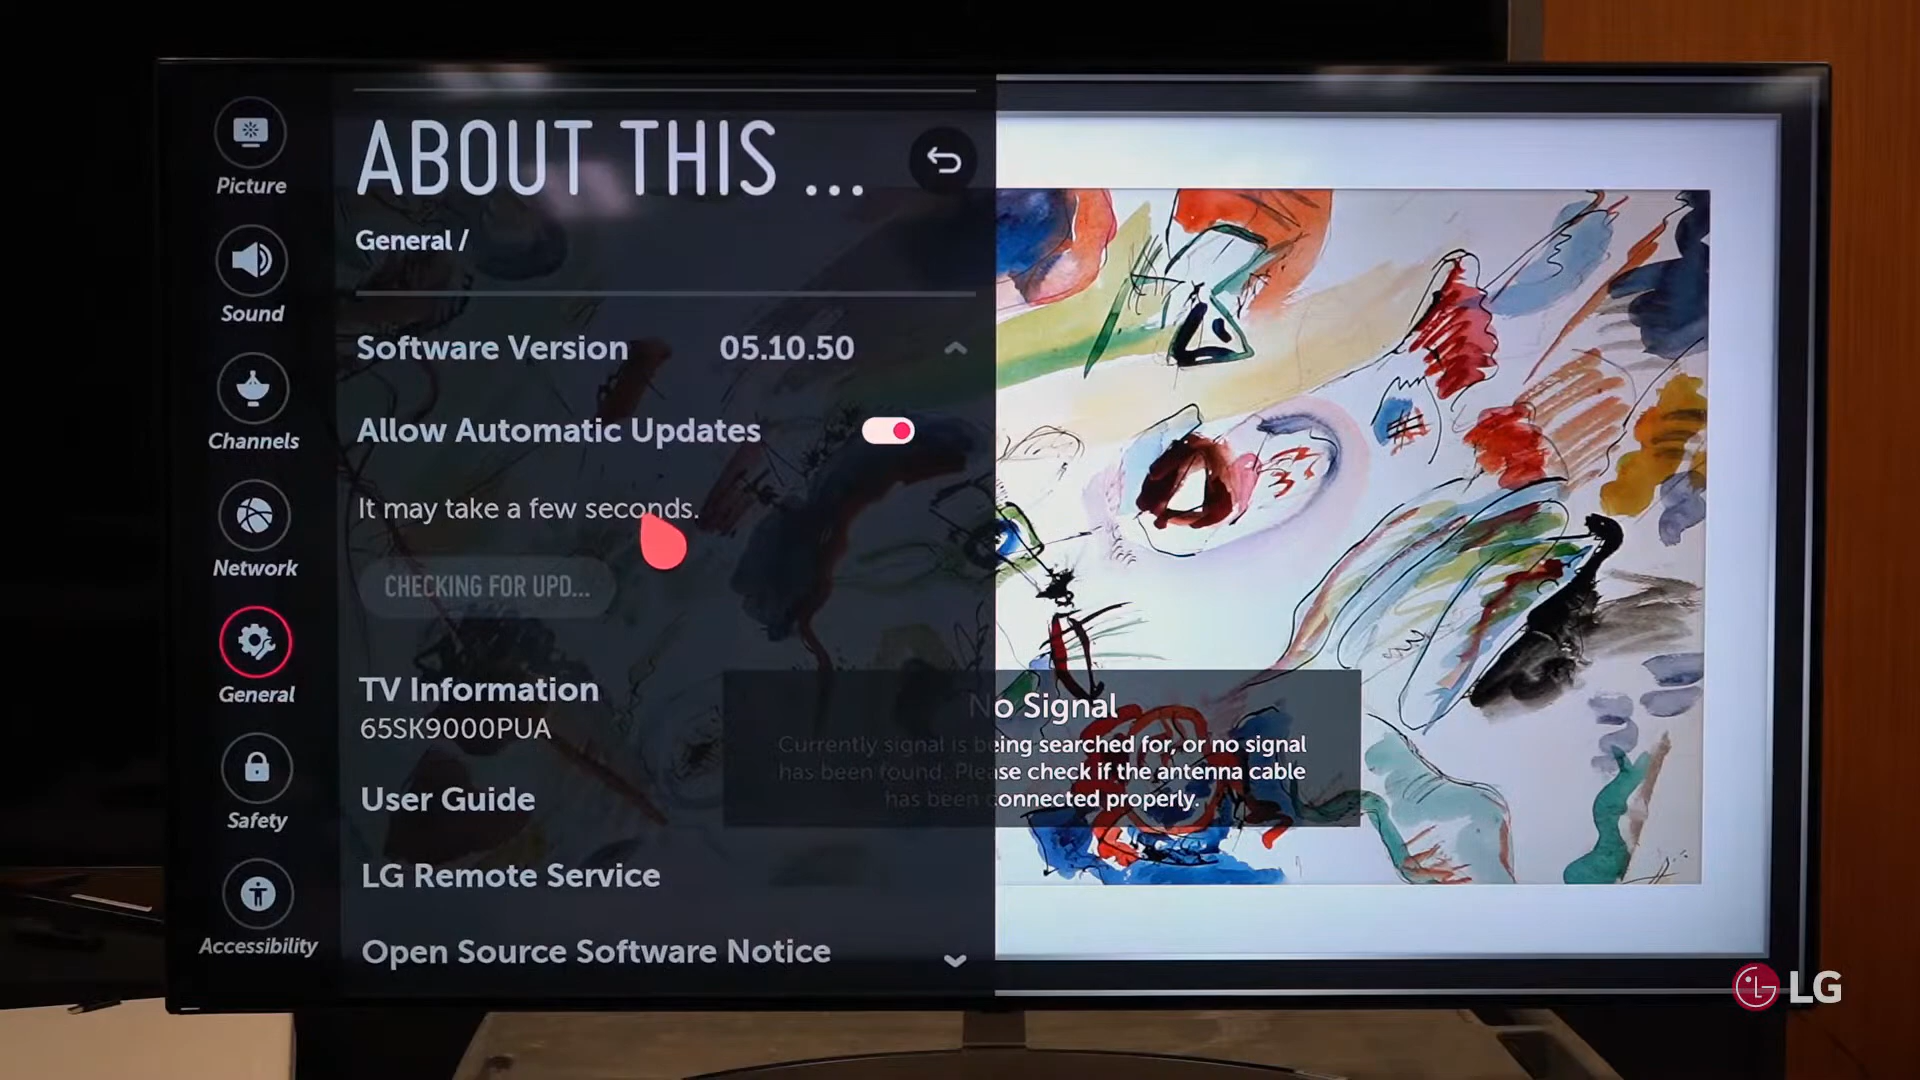 Picture
Sound
Channels
Network
General
Safety
Accessibility
ABOUT THIS ...
General /
Software Version 05.10.50
Allow Automatic Updates
It may take a few seconds.
CHECKING FOR UPD...
TV Information
65SK9000PUA
User Guide
LG Remote Service
Open Source Software Notice
No Signal
Currently signal is being searched for, or no signal
has been found. Please check if the antenna cable
has been connected properly.
LG